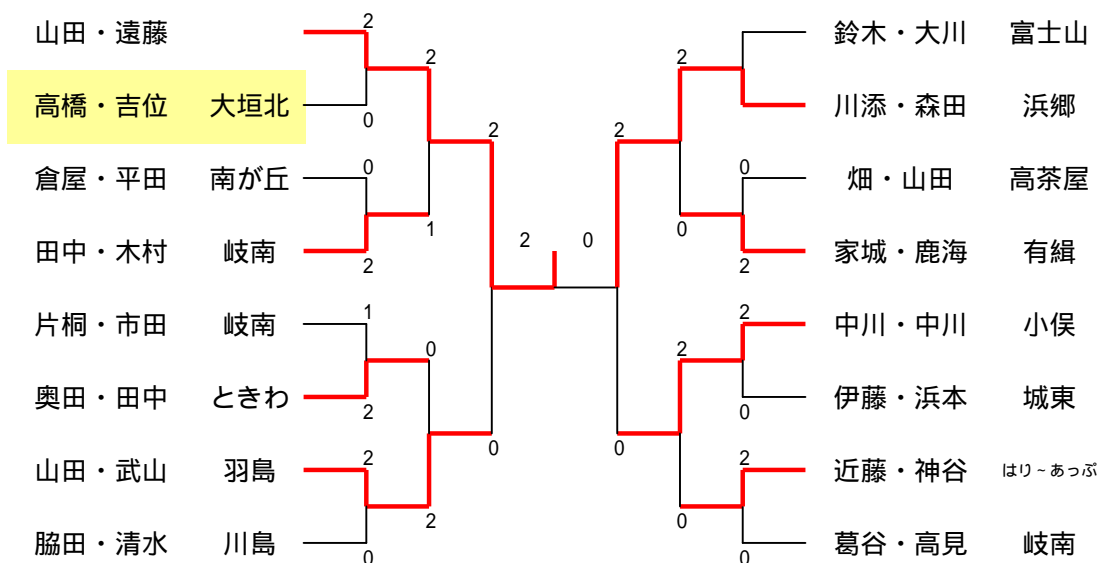 山田・遠藤
高橋・吉位 大垣北
倉屋・平田 南が丘
田中・木村 岐南
片桐・市田 岐南
奥田・田中 ときわ
山田・武山 羽島
脇田・清水 川島
2
0
0
2
1
2
2
0
2
1
0
2
2
0
2 0
2
0
2
0
2
0
0
2
2
0
2
0
鈴木・大川 富士山
川添・森田 浜郷
畑・山田 高茶屋
家城・鹿海 有緝
中川・中川 小俣
伊藤・浜本 城東
近藤・神谷 はり~あっぷ
葛谷・高見 岐南